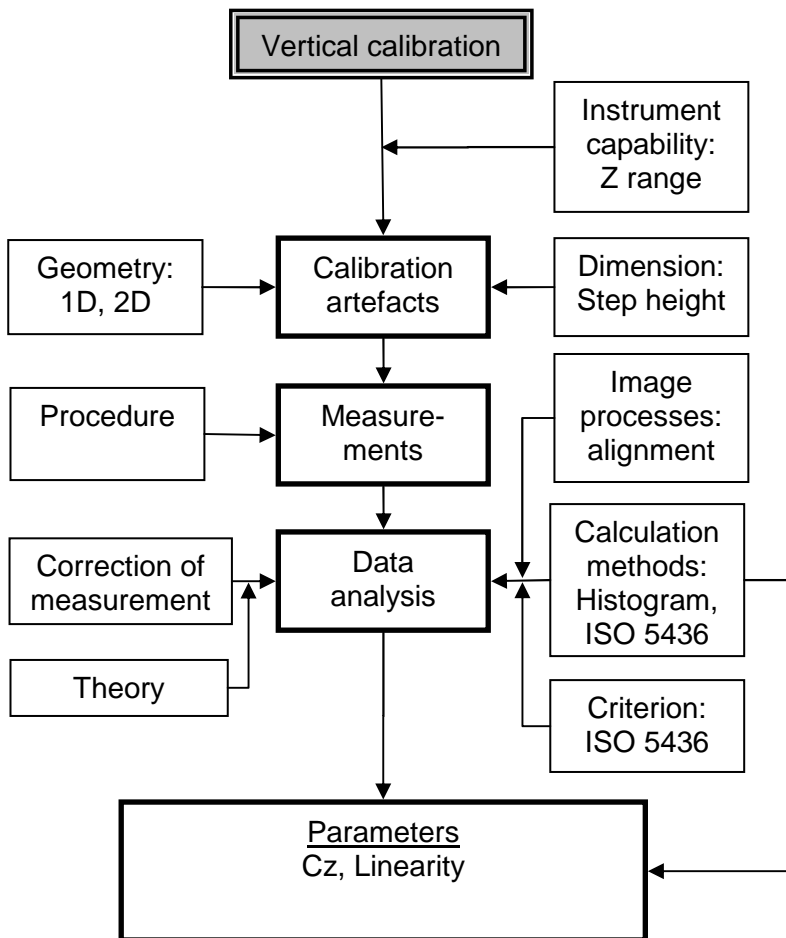 Vertical calibration
Instrument
capability:
Z range
Geometry:
1D, 2D
Calibration
artefacts
Dimension:
Step height
Procedure
Measure-
ments
Image
processes:
alignment
Correction of
measurement
Data
analysis
Calculation
methods:
Histogram,
ISO 5436
Theory
Criterion:
ISO 5436
Parameters
Cz, Linearity